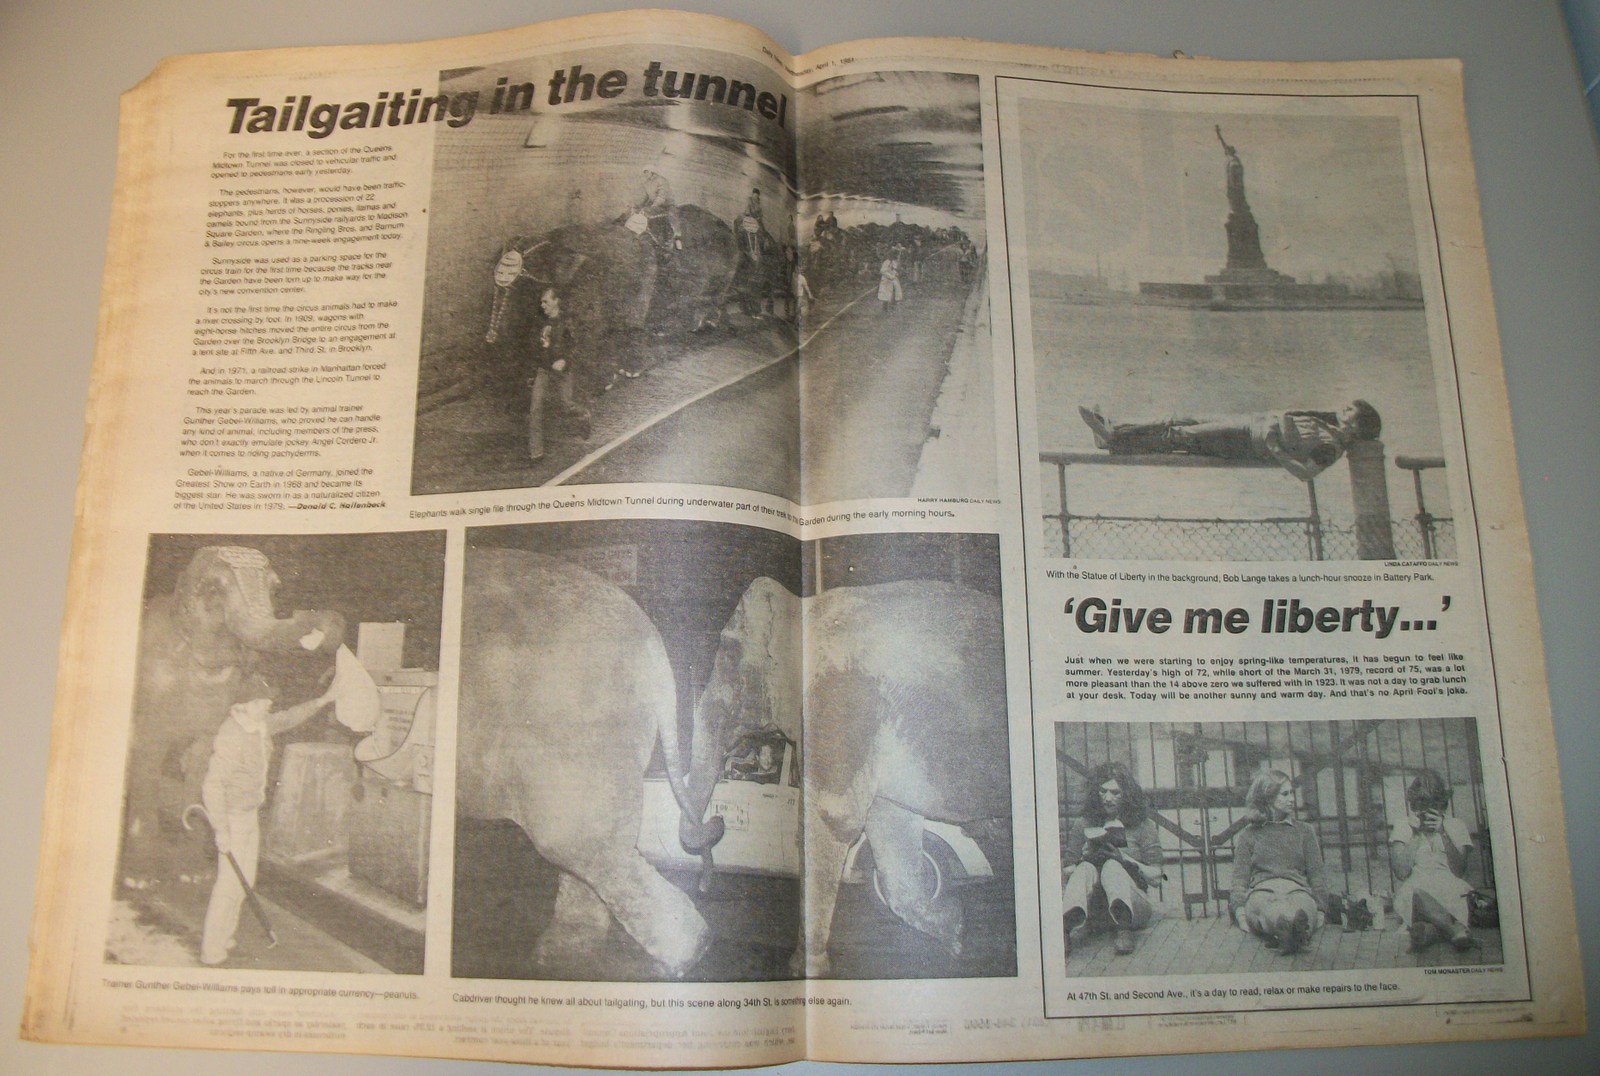 Daily News, Wednesday, April 1, 1981
Tailgaiting in the tunnel
For the first time ever, a section of the Queens
Midtown Tunnel was closed to vehicular traffic and
opened to pedestrians early yesterday.
The pedestrians, however, would have been traffic-
stoppers anywhere. It was a procession of 22
elephants, plus herds of horses, ponies, llamas and
camels bound from the Sunnyside railyards to Madison
Square Garden, where the Ringling Bros. and Barnum
& Bailey circus opens a nine-week engagement today.
Sunnyside was used as a parking space for the
circus train for the first time because the tracks near
the Garden have been torn up to make way for the
city's new convention center.
It's not the first time the circus animals had to make
a river crossing by foot. In 1909, wagons with
eight-horse hitches moved the entire circus from the
Garden over the Brooklyn Bridge to an engagement at
a tent site at Fifth Ave. and Third St. in Brooklyn.
And in 1971, a railroad strike in Manhattan forced
the animals to march through the Lincoln Tunnel to
reach the Garden.
This year's parade was led by animal trainer
Gunther Gebel-Williams, who proved he can handle
any kind of animal, including members of the press,
who don't exactly emulate jockey Angel Cordero Jr.
when it comes to riding pachyderms.
Gebel-Williams, a native of Germany, joined the
Greatest Show on Earth in 1968 and became its
biggest star. He was sworn in as a naturalized citizen
of the United States in 1979. —Donald C. Hollenbeck
HARRY HAMBURG DAILY NEWS
Elephants walk single file through the Queens Midtown Tunnel during underwater part of their trek to the Garden during the early morning hours.
Trainer Gunther Gebel-Williams pays toll in appropriate currency—peanuts.
Cabdriver thought he knew all about tailgating, but this scene along 34th St. is something else again.
LINDA CATAFFO DAILY NEWS
With the Statue of Liberty in the background, Bob Lange takes a lunch-hour snooze in Battery Park.
'Give me liberty...'
Just when we were starting to enjoy spring-like temperatures, it has begun to feel like
summer. Yesterday's high of 72, while short of the March 31, 1979, record of 75, was a lot
more pleasant than the 14 above zero we suffered with in 1923. It was not a day to grab lunch
at your desk. Today will be another sunny and warm day. And that's no April Fool's joke.
TOM MONASTER DAILY NEWS
At 47th St. and Second Ave., it's a day to read, relax or make repairs to the face.